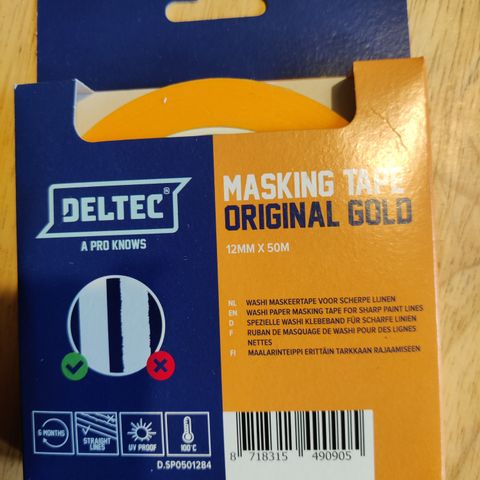 DELTEC®
A PRO KNOWS
MASKING TAPE
ORIGINAL GOLD
12MM X 50M
NL WASHI MASKEERTAPE VOOR SCHERPE LIJNEN
EN WASHI PAPER MASKING TAPE FOR SHARP PAINT LINES
D SPEZIELLE WASHI KLEBEBAND FÜR SCHARFE LINIEN
F RUBAN DE MASQUAGE DE WASHI POUR DES LIGNES
NETTES
FI MAALARINTEIPPI ERITTÄIN TARKKAAN RAJAAMISEEN
6 MONTHS
STRAIGHT
LINES
UV PROOF
100°C
D.SP0501284
8 718315 490905